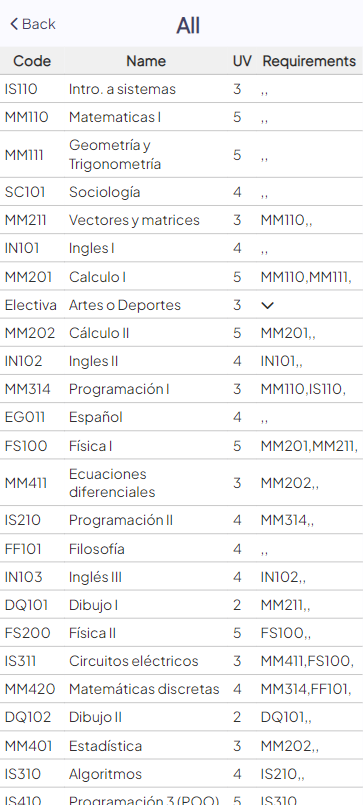 Back
All
Code Name UV Requirements
IS110 Intro. a sistemas 3 ,,
MM110 Matematicas I 5 ,,
MM111 Geometría y Trigonometría 5 ,,
SC101 Sociología 4 ,,
MM211 Vectores y matrices 3 MM110,,
IN101 Ingles I 4 ,,
MM201 Calculo I 5 MM110,MM111,
Electiva Artes o Deportes 3
MM202 Cálculo II 5 MM201,,
IN102 Ingles II 4 IN101,,
MM314 Programación I 3 MM110,IS110,
EG011 Español 4 ,,
FS100 Física I 5 MM201,MM211,
MM411 Ecuaciones diferenciales 3 MM202,,
IS210 Programación II 4 MM314,,
FF101 Filosofía 4 ,,
IN103 Inglés III 4 IN102,,
DQ101 Dibujo I 2 MM211,,
FS200 Física II 5 FS100,,
IS311 Circuitos eléctricos 3 MM411,FS100,
MM420 Matemáticas discretas 4 MM314,FF101,
DQ102 Dibujo II 2 DQ101,,
MM401 Estadística 3 MM202,,
IS310 Algoritmos 4 IS210,,
IS410 Programación 3 (POO) 5 IS310